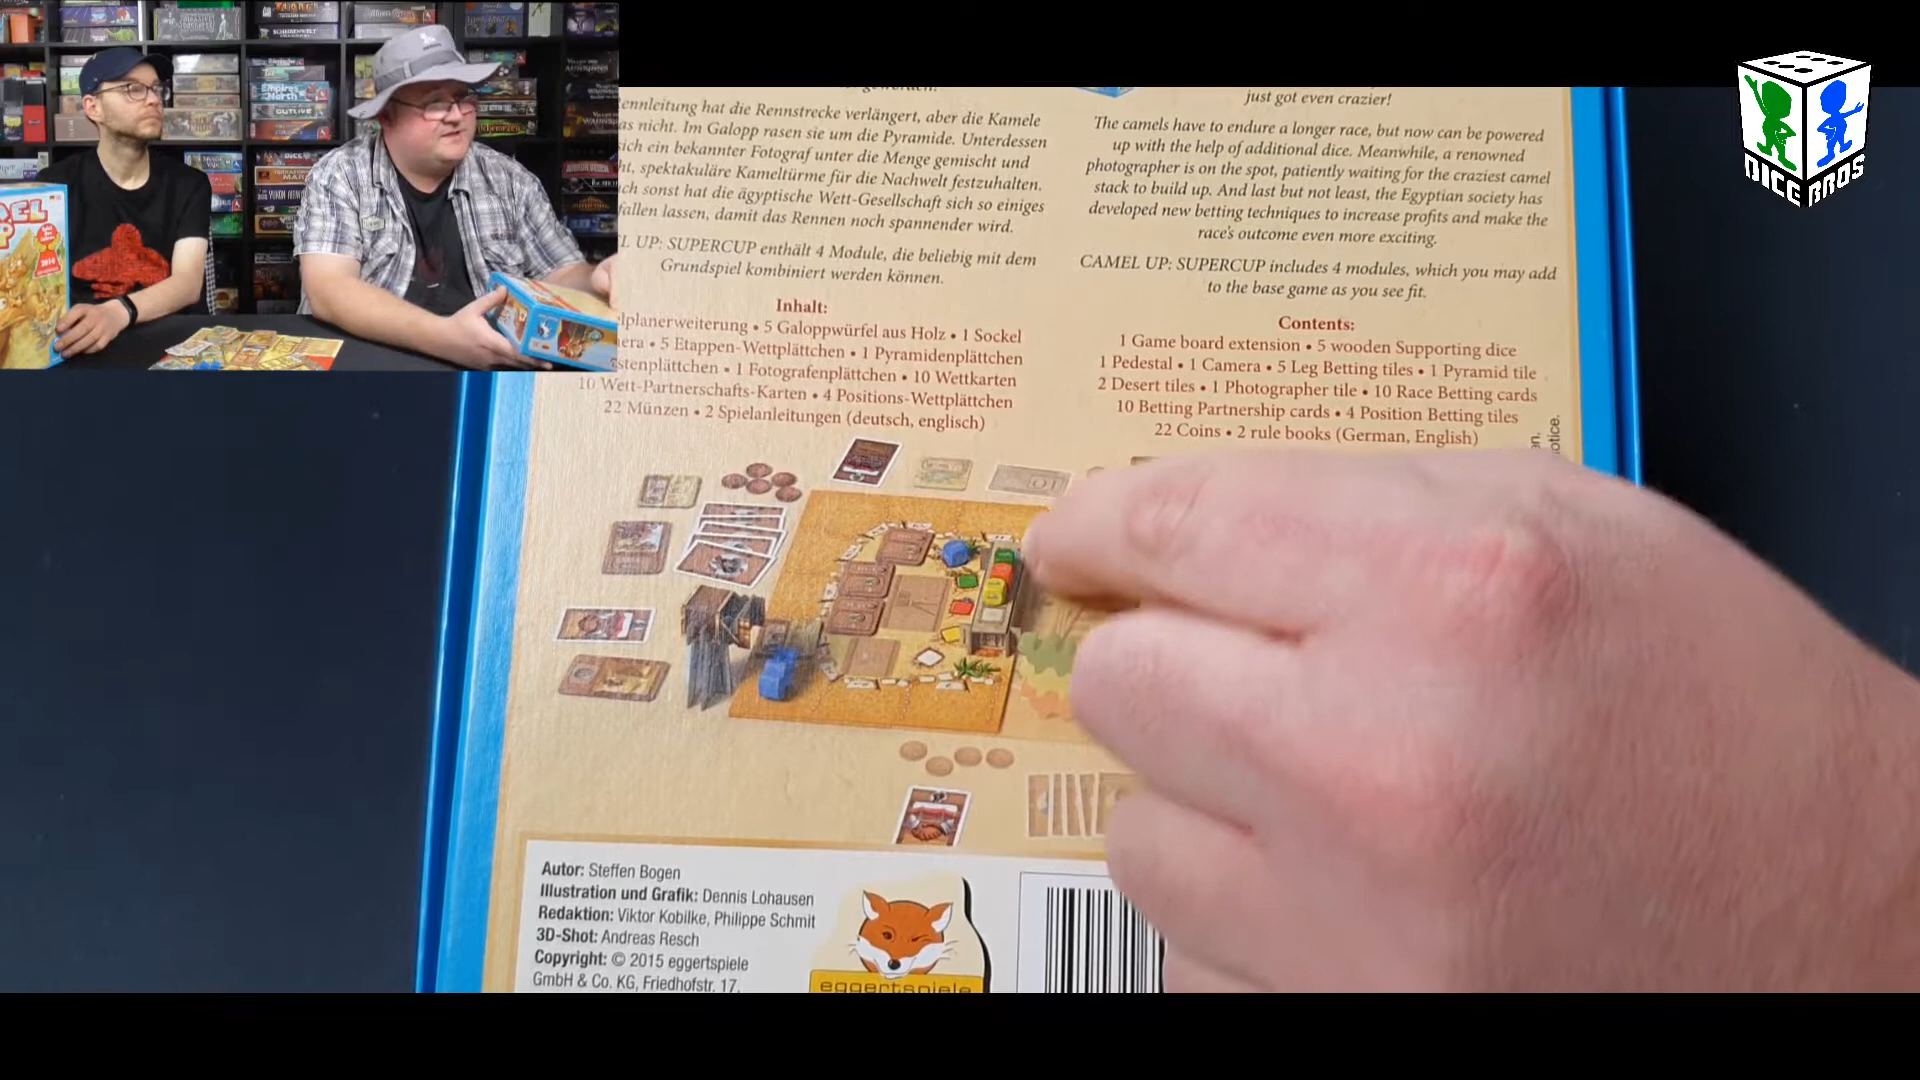 ennleitung hat die Rennstrecke verlängert, aber die Kamele
as nicht. Im Galopp rasen sie um die Pyramide. Unterdessen
sich ein bekannter Fotograf unter die Menge gemischt und
ht, spektakuläre Kameltürme für die Nachwelt festzuhalten.
ch sonst hat die ägyptische Wett-Gesellschaft sich so einiges
fallen lassen, damit das Rennen noch spannender wird.
L UP: SUPERCUP enthält 4 Module, die beliebig mit dem
Grundspiel kombiniert werden können.
Inhalt:
lplanerweiterung • 5 Galoppwürfel aus Holz • 1 Sockel
era • 5 Etappen-Wettplättchen • 1 Pyramidenplättchen
stenplättchen • 1 Fotografenplättchen • 10 Wettkarten
10 Wett-Partnerschafts-Karten • 4 Positions-Wettplättchen
22 Münzen • 2 Spielanleitungen (deutsch, englisch)
just got even crazier!
The camels have to endure a longer race, but now can be powered
up with the help of additional dice. Meanwhile, a renowned
photographer is on the spot, patiently waiting for the craziest camel
stack to build up. And last but not least, the Egyptian society has
developed new betting techniques to increase profits and make the
race's outcome even more exciting.
CAMEL UP: SUPERCUP includes 4 modules, which you may add
to the base game as you see fit.
Contents:
1 Game board extension • 5 wooden Supporting dice
1 Pedestal • 1 Camera • 5 Leg Betting tiles • 1 Pyramid tile
2 Desert tiles • 1 Photographer tile • 10 Race Betting cards
10 Betting Partnership cards • 4 Position Betting tiles
22 Coins • 2 rule books (German, English)
Autor: Steffen Bogen
Illustration und Grafik: Dennis Lohausen
Redaktion: Viktor Kobilke, Philippe Schmit
3D-Shot: Andreas Resch
Copyright: © 2015 eggertspiele
GmbH & Co. KG, Friedhofstr. 17,
eggertspiele
DICE BROS
Empires
North
OUTLIVE